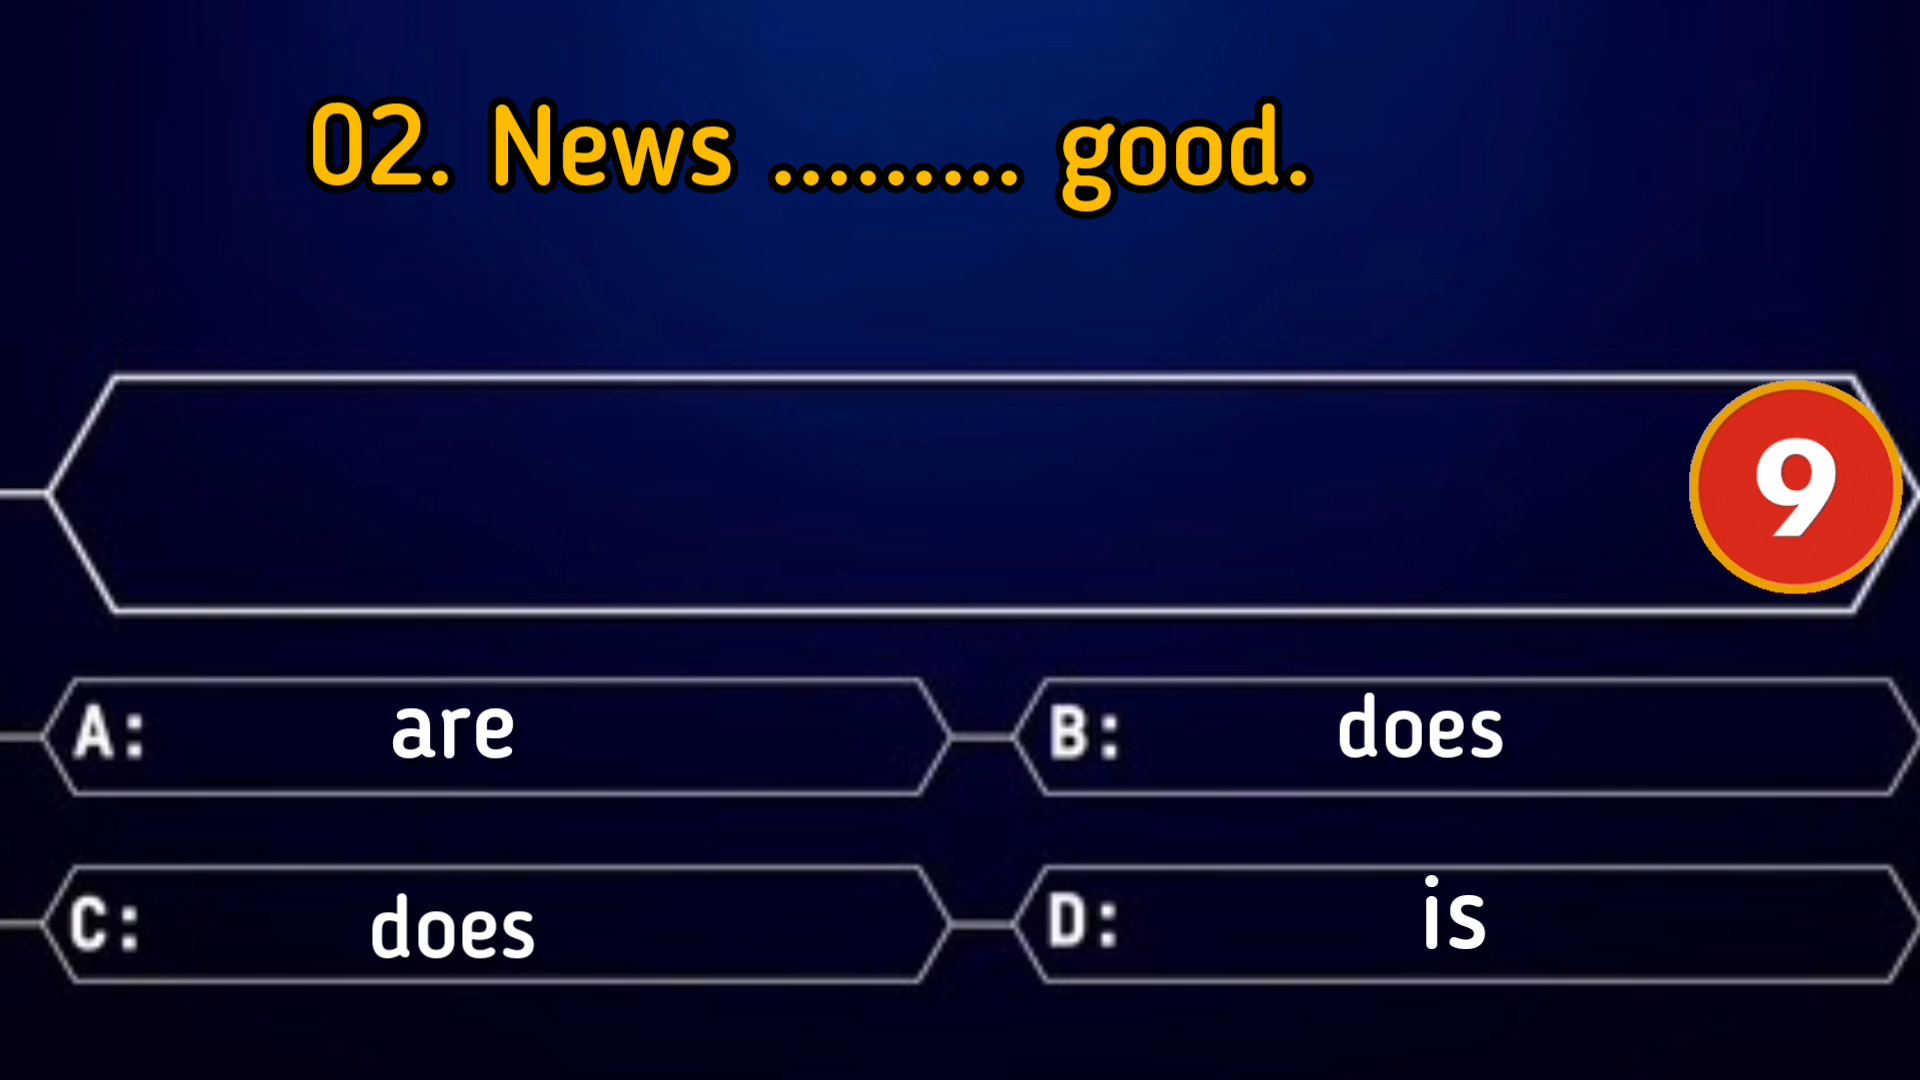 02. News ......... good.
9
A: are
B: does
C: does
D: is